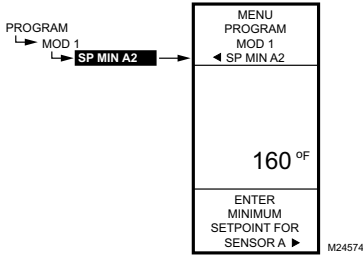 PROGRAM
MOD 1
SP MIN A2
MENU
PROGRAM
MOD 1
◄ SP MIN A2
160 ºF
ENTER
MINIMUM
SETPOINT FOR
SENSOR A ►
M24574